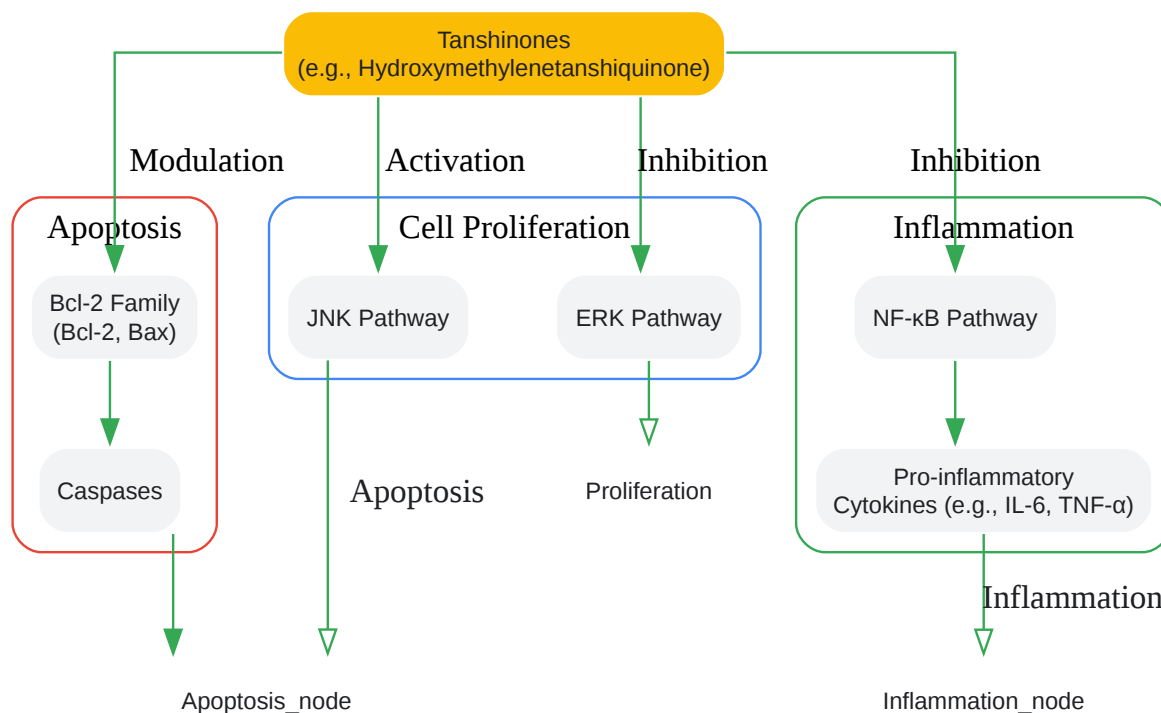 Tanshinones
(e.g., Hydroxymethylenetanshiquinone)
Modulation
Activation
Inhibition
Inhibition
Apoptosis
Cell Proliferation
Inflammation
Bcl-2 Family
(Bcl-2, Bax)
JNK Pathway
ERK Pathway
NF-κB Pathway
Caspases
Apoptosis
Proliferation
Pro-inflammatory
Cytokines (e.g., IL-6, TNF-α)
Inflammation
Apoptosis_node
Inflammation_node